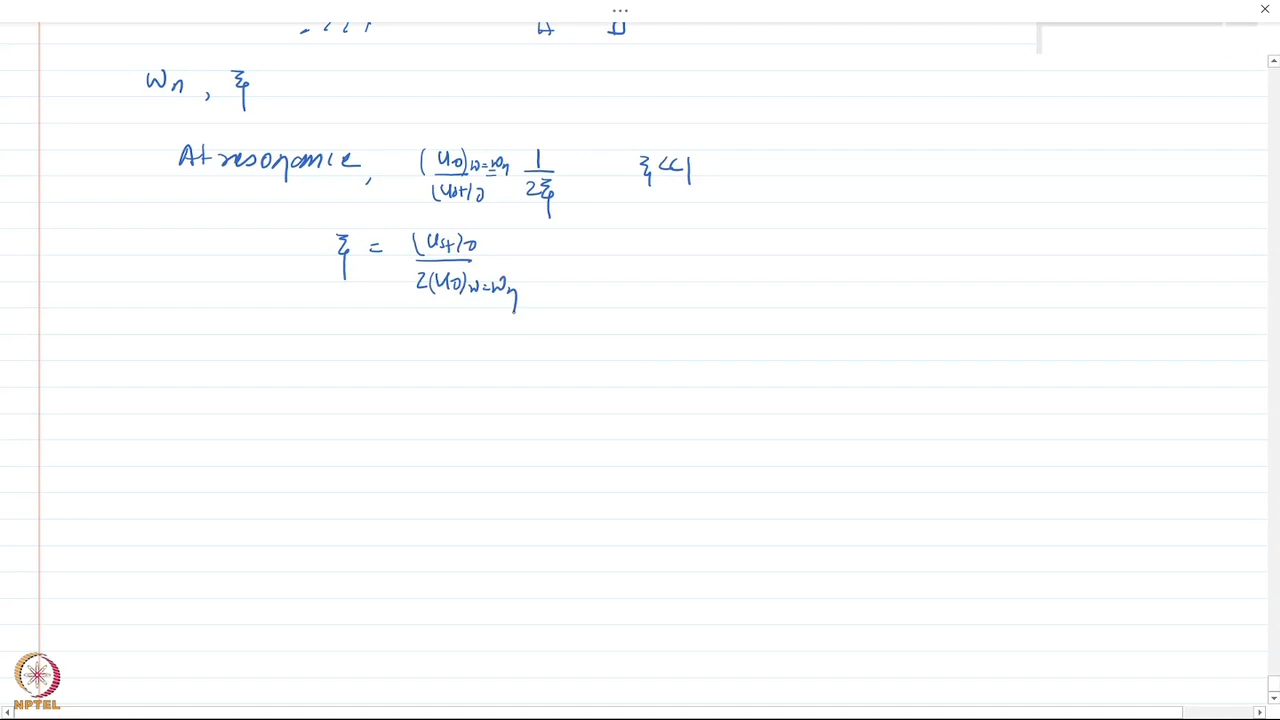 ωn , ξ
At resonance, (u0)ω=ωn / (ust)0 = 1 / 2ξ ξ<<1
ξ = (ust)0 / 2(u0)ω=ωn
NPTEL